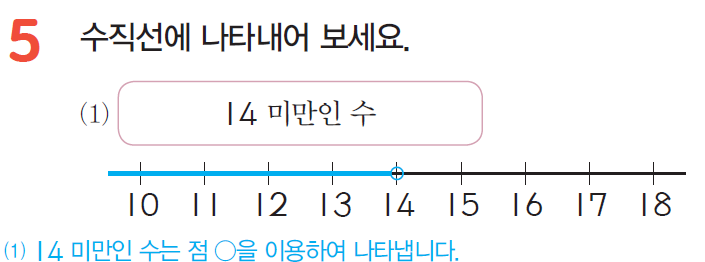 5 수직선에 나타내어 보세요.
(1) 14 미만인 수
10 11 12 13 14 15 16 17 18
(1) 14 미만인 수는 점 ○을 이용하여 나타냅니다.